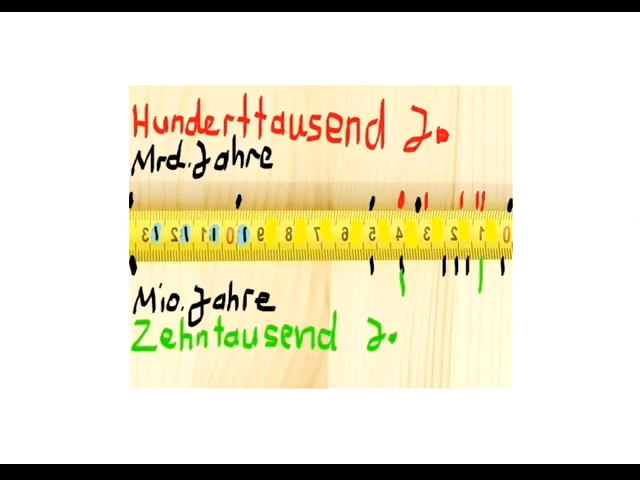 Hunderttausend J.
Mrd. Jahre
13 12 11 10 9 8 7 6 5 4 3 2 1 0
Mio. Jahre
Zehntausend J.